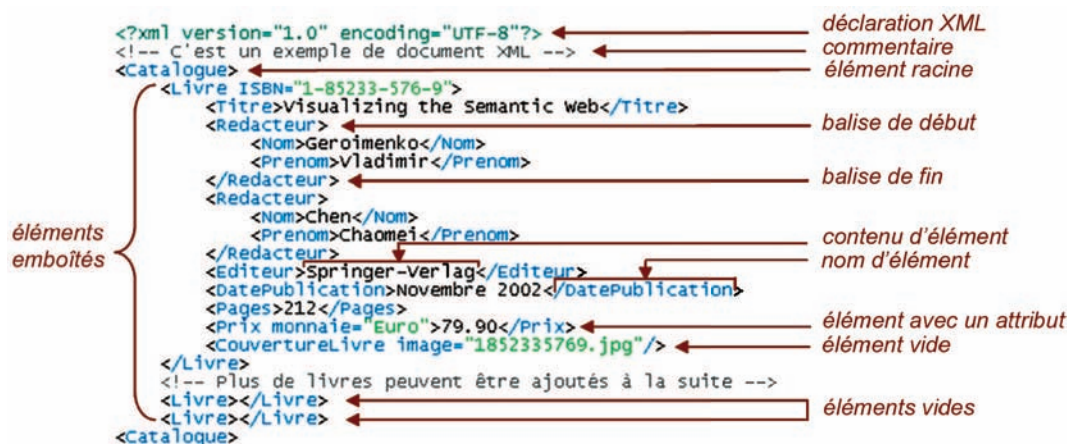 <?xml version="1.0" encoding="UTF-8"?> déclaration XML
<!-- C'est un exemple de document XML --> commentaire
<Catalogue> élément racine
<Livre ISBN="1-85233-576-9">
<Titre>Visualizing the Semantic Web</Titre>
<Redacteur> balise de début
<Nom>Geroimenko</Nom>
<Prenom>Vladimir</Prenom>
</Redacteur> balise de fin
<Redacteur>
<Nom>Chen</Nom>
éléments emboîtés
<Prenom>Chaomei</Prenom>
</Redacteur> contenu d'élément
<Editeur>Springer-Verlag</Editeur> nom d'élément
<DatePublication>Novembre 2002</DatePublication>
<Pages>212</Pages>
<Prix monnaie="Euro">79.90</Prix> élément avec un attribut
<CouvertureLivre image="1852335769.jpg"/> élément vide
</Livre>
<!-- Plus de livres peuvent être ajoutés à la suite -->
<Livre></Livre>
<Livre></Livre> éléments vides
<Catalogue>